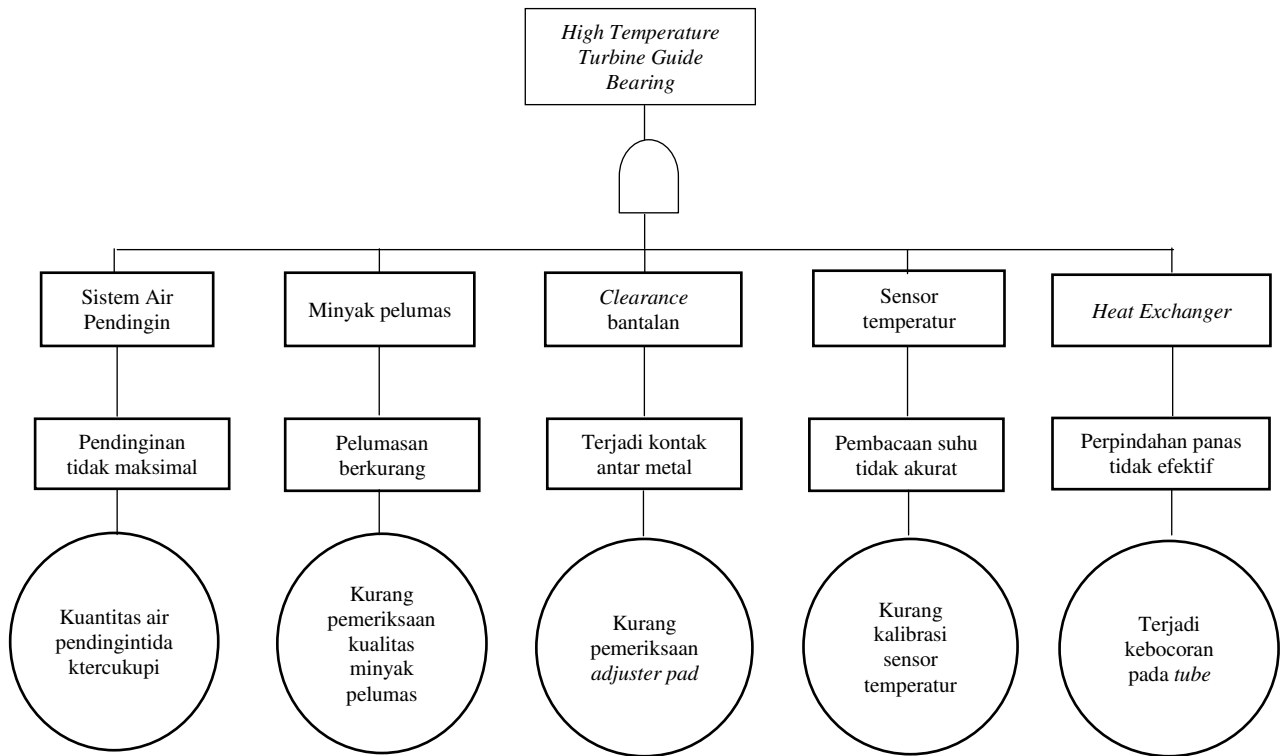 High Temperature
Turbine Guide
Bearing
Sistem Air
Pendingin
Minyak pelumas
Clearance
bantalan
Sensor
temperatur
Heat Exchanger
Pendinginan
tidak maksimal
Pelumasan
berkurang
Terjadi kontak
antar metal
Pembacaan suhu
tidak akurat
Perpindahan panas
tidak efektif
Kuantitas air
pendingintida
ktercukupi
Kurang
pemeriksaan
kualitas
minyak
pelumas
Kurang
pemeriksaan
adjuster pad
Kurang
kalibrasi
sensor
temperatur
Terjadi
kebocoran
pada tube